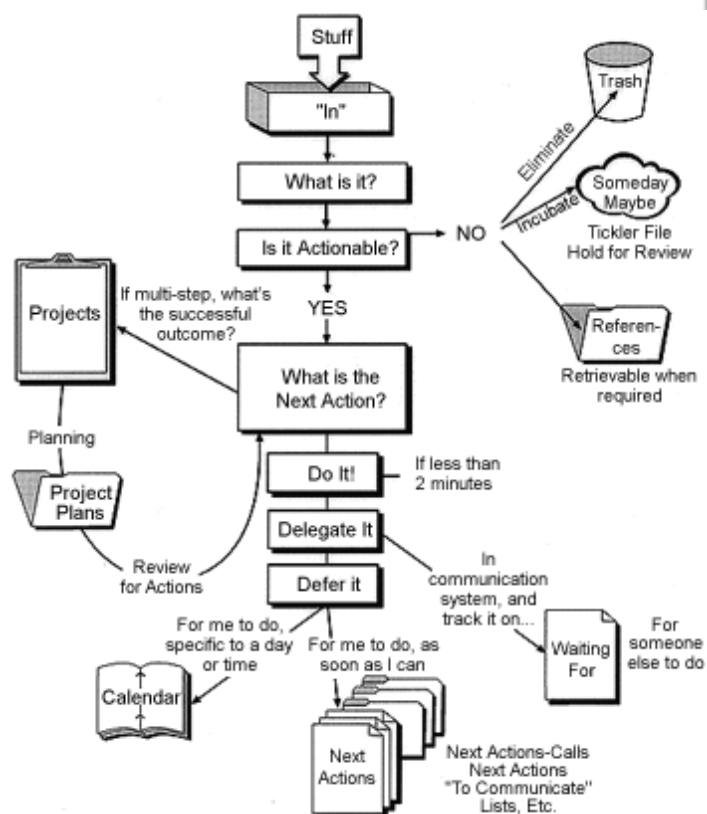 Stuff
"In"
Trash
Eliminate
What is it?
Someday
Maybe
Incubate
Tickler File
Hold for Review
Is it Actionable?
NO
YES
Projects
If multi-step, what's
the successful
outcome?
Referen-
ces
Retrievable when
required
What is the
Next Action?
Planning
Project
Plans
Do It!
If less than
2 minutes
Delegate It
Review
for Actions
Defer it
In
communication
system, and
track it on...
Waiting
For
For
someone
else to do
For me to do,
specific to a day
or time
For me to do, as
soon as I can
Calendar
Next
Actions
Next Actions-Calls
Next Actions
"To Communicate"
Lists, Etc.